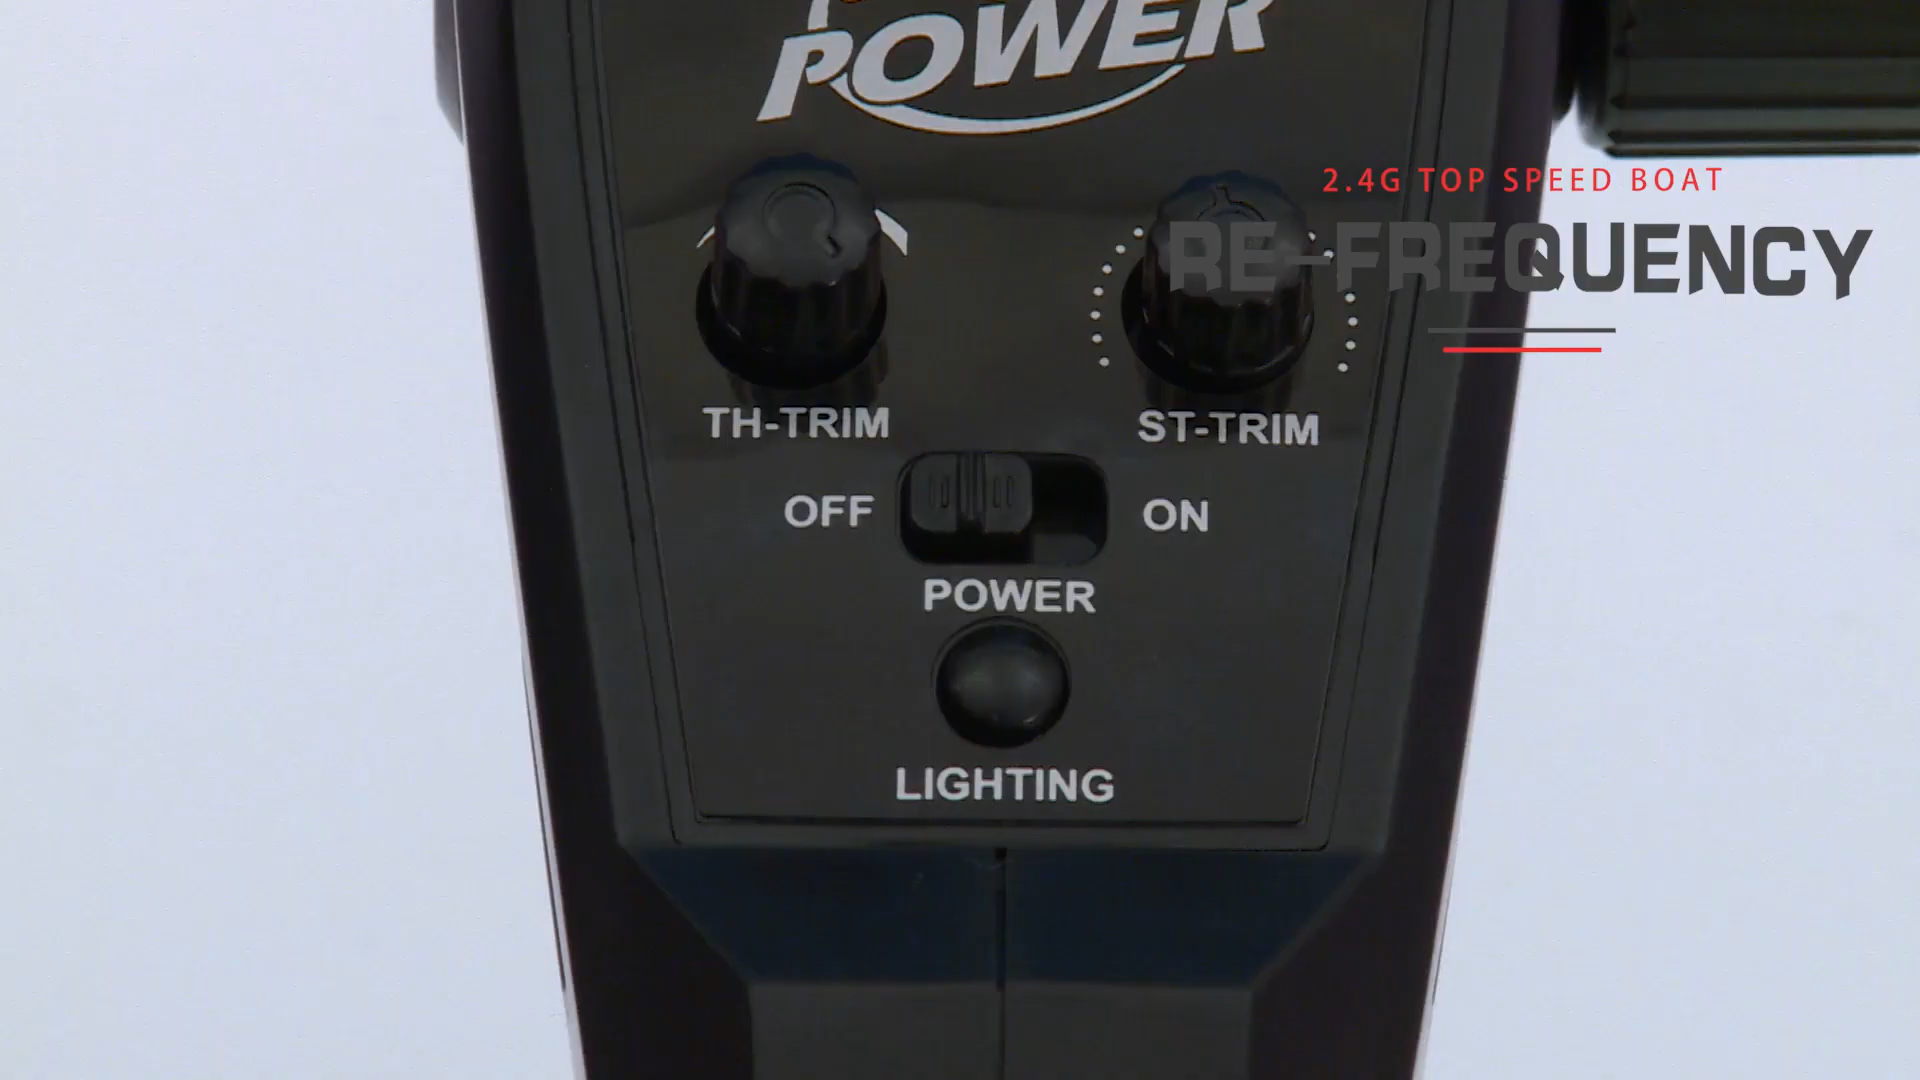 POWER
2.4G TOP SPEED BOAT
RE-FREQUENCY
TH-TRIM
ST-TRIM
OFF
ON
POWER
LIGHTING